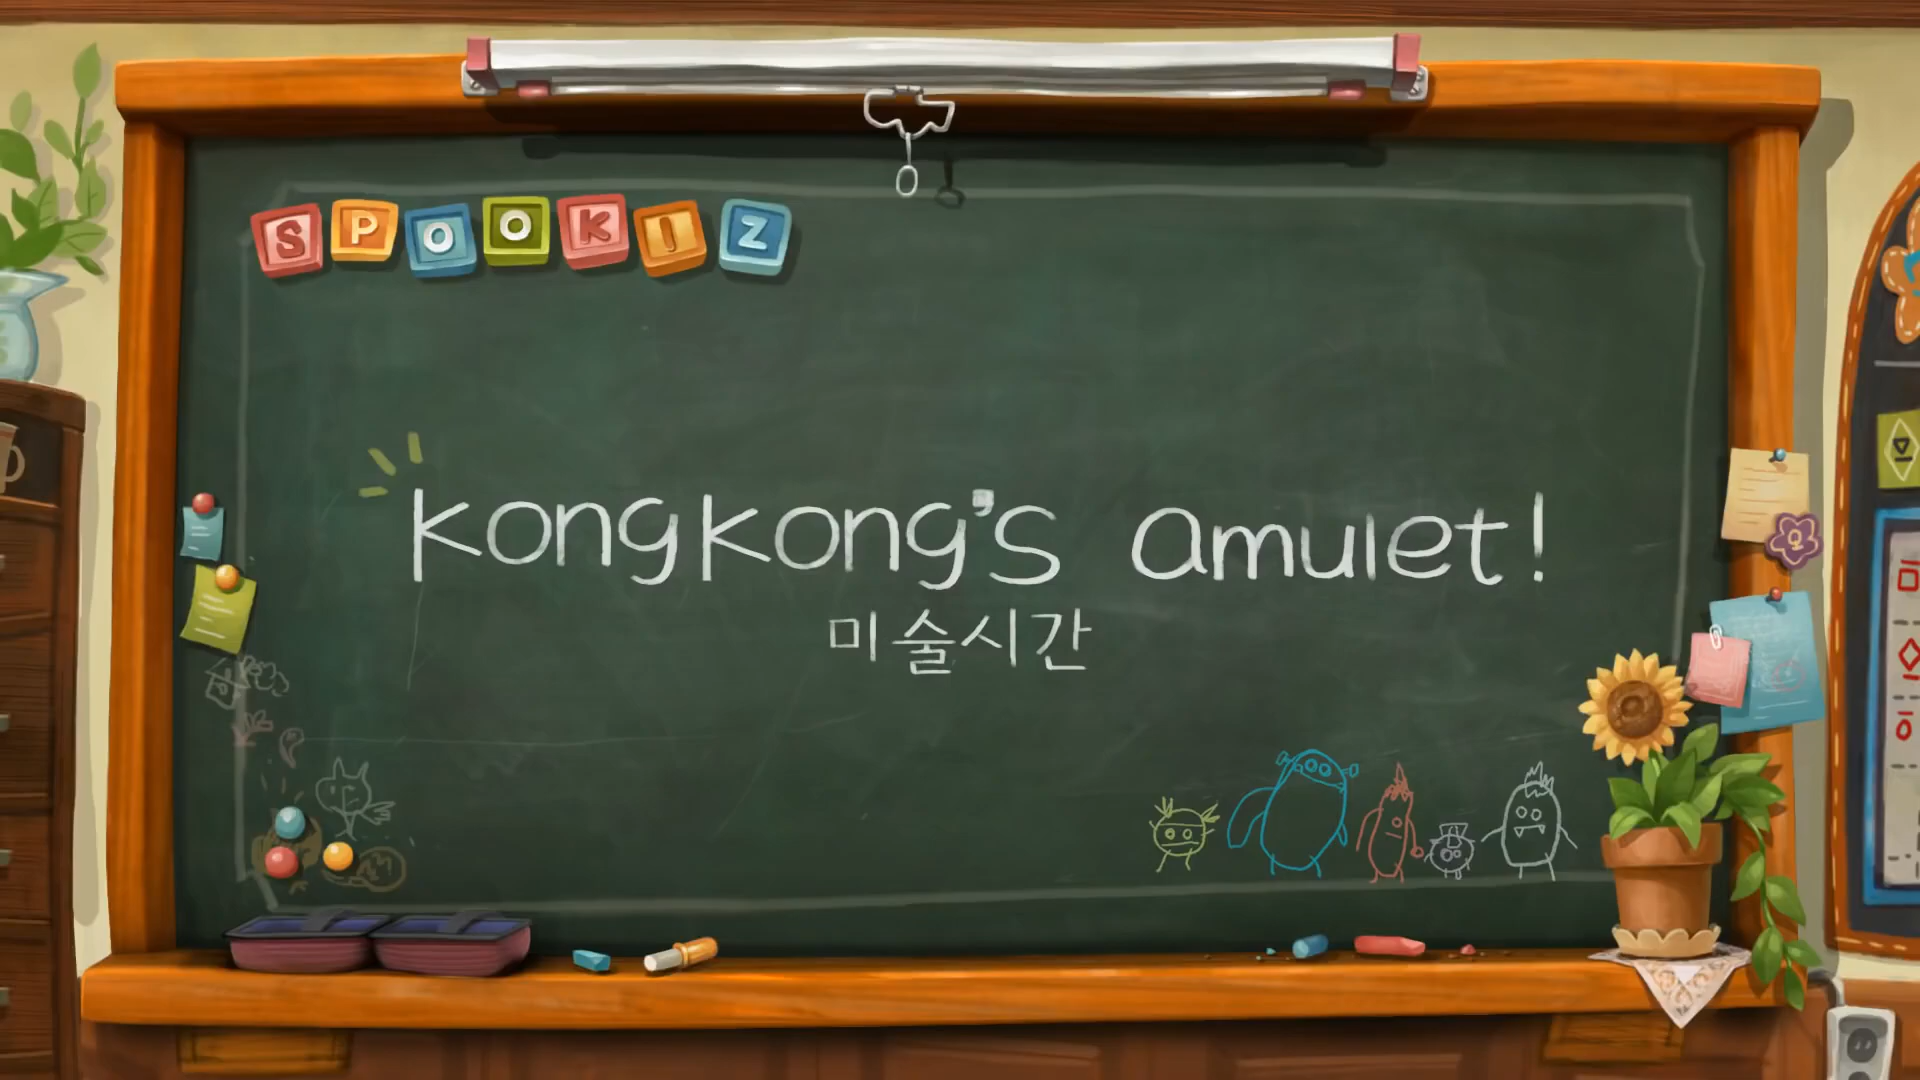 SPOOKIZ
KongKong's amulet!
미술시간